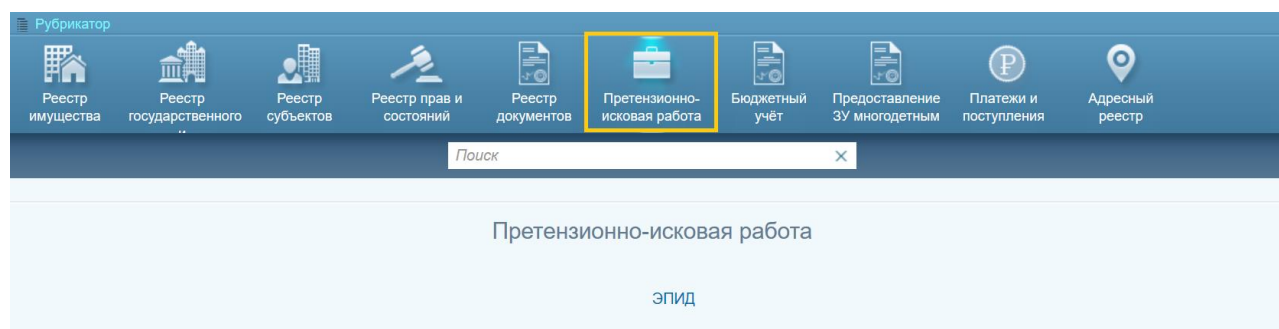 Рубрикатор
Реестр имущества
Реестр государственного и
Реестр субъектов
Реестр прав и состояний
Реестр документов
Претензионно-исковая работа
Бюджетный учёт
Предоставление ЗУ многодетным
Платежи и поступления
Адресный реестр
Поиск
Претензионно-исковая работа
ЭПИД